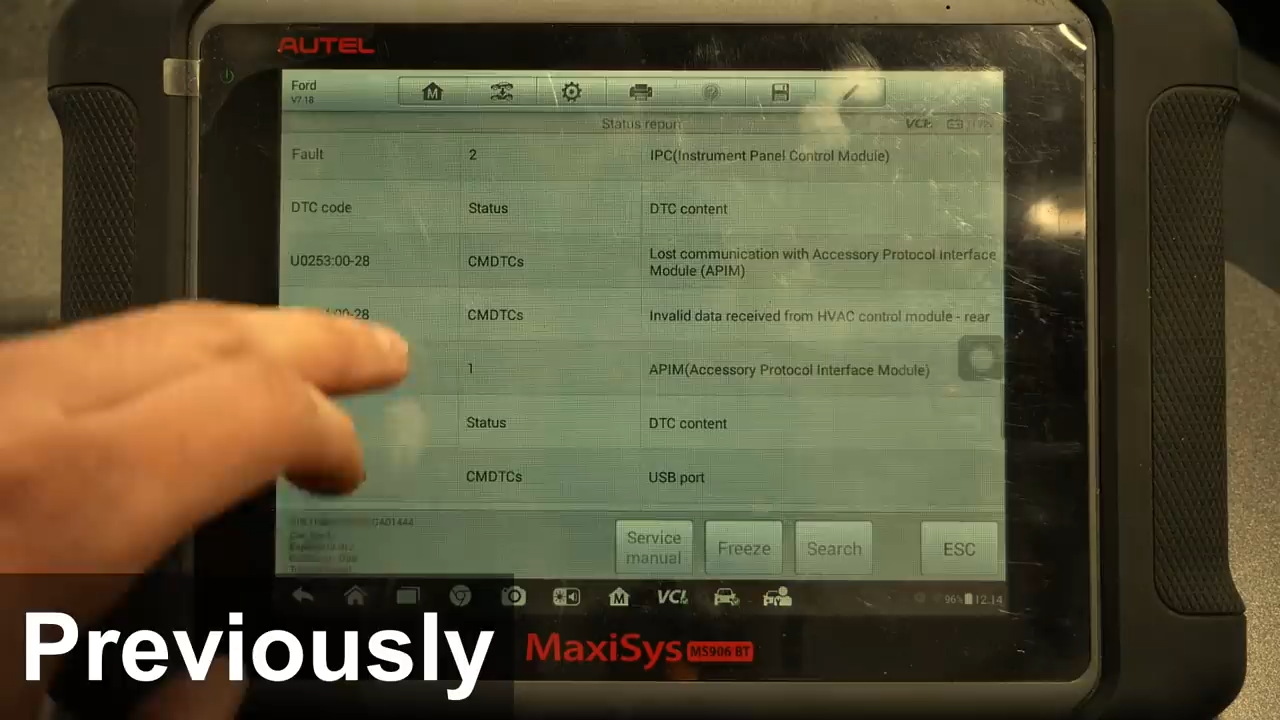 AUTEL
Ford
V7.18
Status report
VCI
Fault 2 IPC(Instrument Panel Control Module)
DTC code Status DTC content
U0253:00-28 CMDTCs Lost communication with Accessory Protocol Interface
Module (APIM)
:00-28 CMDTCs Invalid data received from HVAC control module - rear
1 APIM(Accessory Protocol Interface Module)
Status DTC content
CMDTCs USB port
Service
manual
Freeze
Search
ESC
VCI
96% 12:14
Previously
MaxiSys MS906 BT